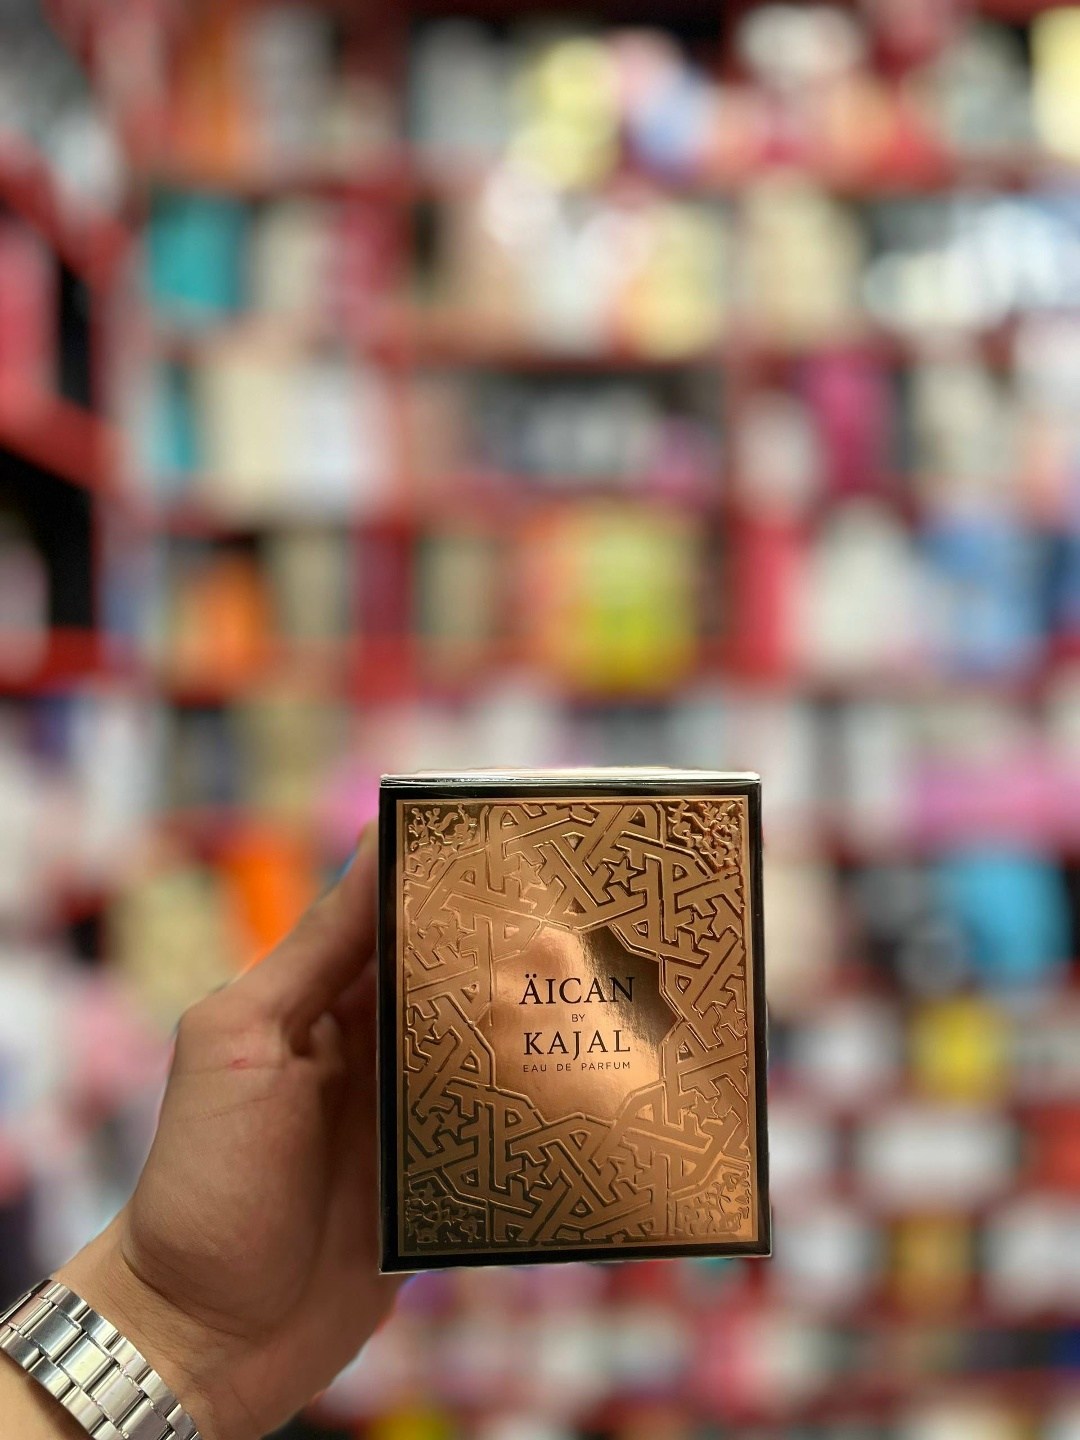 ÄICAN
BY
KAJAL
EAU DE PARFUM